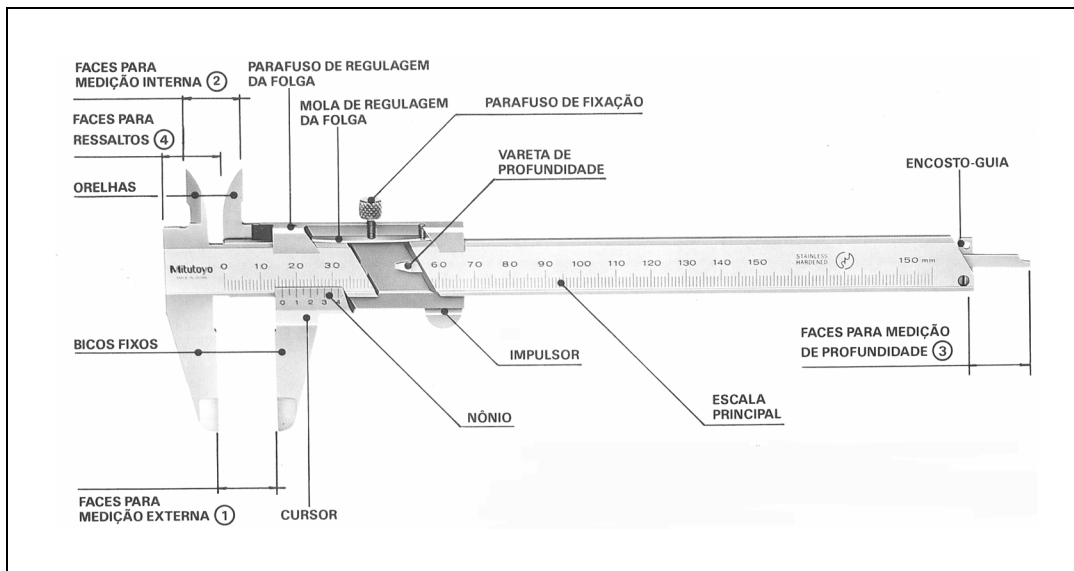 FACES PARA
MEDIÇÃO INTERNA 2
PARAFUSO DE REGULAGEM
DA FOLGA
MOLA DE REGULAGEM
DA FOLGA
PARAFUSO DE FIXAÇÃO
FACES PARA
RESSALTOS 4
VARETA DE
PROFUNDIDADE
ENCOSTO-GUIA
ORELHAS
Mitutoyo
0 10 20 30 60 70 80 90 100 110 120 130 140 150
STAINLESS
HARDENED
150 mm
0 1 2 3 4
BICOS FIXOS
IMPULSOR
FACES PARA MEDIÇÃO
DE PROFUNDIDADE 3
NÔNIO
ESCALA
PRINCIPAL
FACES PARA
MEDIÇÃO EXTERNA 1
CURSOR